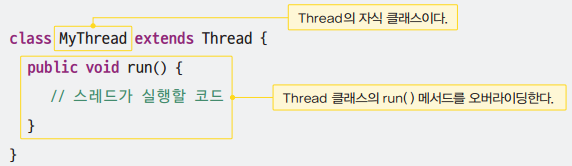 Thread의 자식 클래스이다.
class MyThread extends Thread {
public void run() {
// 스레드가 실행할 코드
Thread 클래스의 run( ) 메서드를 오버라이딩한다.
}
}